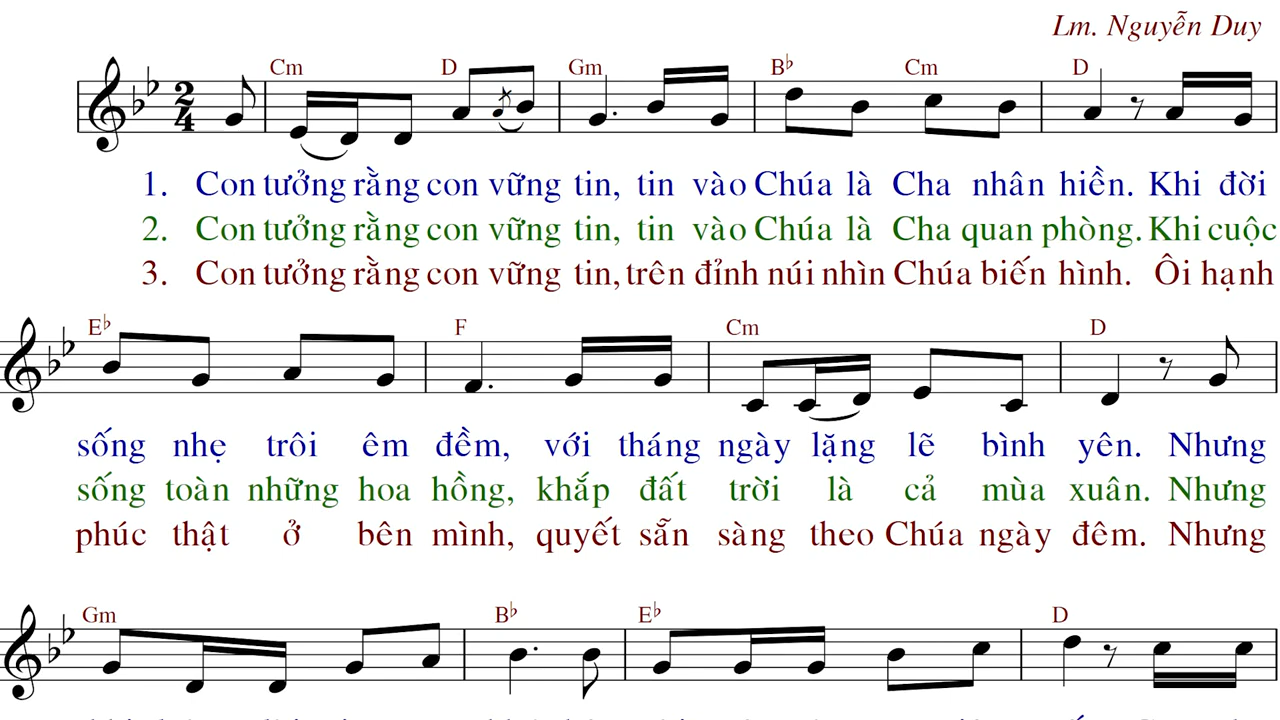 Lm. Nguyễn Duy
Cm D Gm B♭ Cm D
2
4
1. Con tưởng rằng con vững tin, tin vào Chúa là Cha nhân hiền. Khi đời
2. Con tưởng rằng con vững tin, tin vào Chúa là Cha quan phòng. Khi cuộc
3. Con tưởng rằng con vững tin, trên đỉnh núi nhìn Chúa biến hình. Ôi hạnh
E♭ F Cm D
sống nhẹ trôi êm đềm, với tháng ngày lặng lẽ bình yên. Nhưng
sống toàn những hoa hồng, khắp đất trời là cả mùa xuân. Nhưng
phúc thật ở bên mình, quyết sẵn sàng theo Chúa ngày đêm. Nhưng
Gm B♭ E♭ D